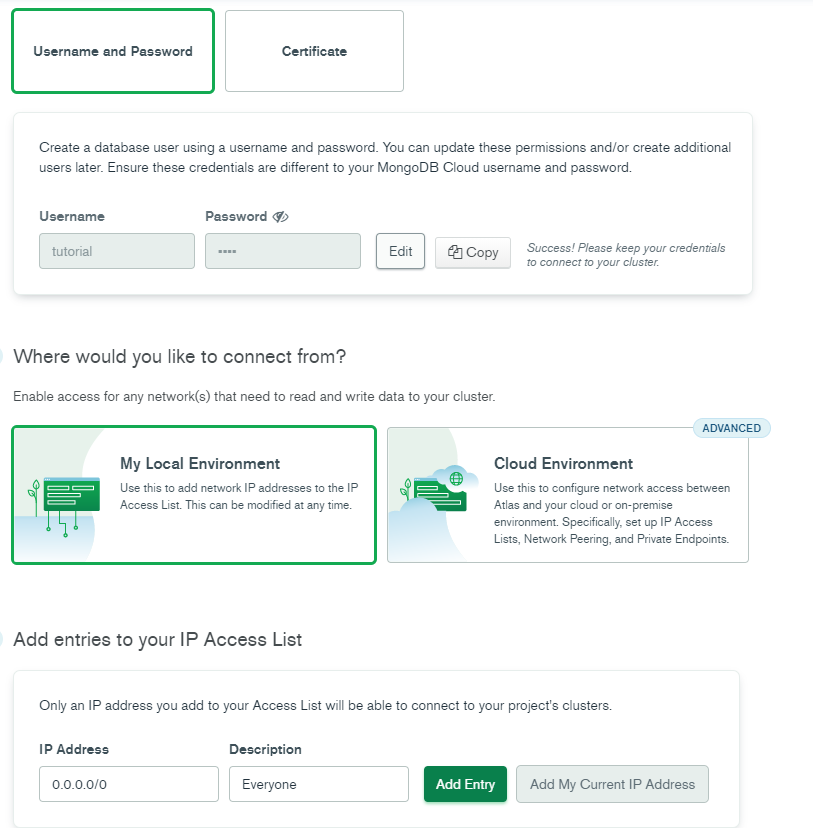 Username and Password
Certificate
Create a database user using a username and password. You can update these permissions and/or create additional
users later. Ensure these credentials are different to your MongoDB Cloud username and password.
Username
Password
tutorial
••••
Edit
Copy
Success! Please keep your credentials
to connect to your cluster.
Where would you like to connect from?
Enable access for any network(s) that need to read and write data to your cluster.
ADVANCED
My Local Environment
Use this to add network IP addresses to the IP
Access List. This can be modified at any time.
Cloud Environment
Use this to configure network access between
Atlas and your cloud or on-premise
environment. Specifically, set up IP Access
Lists, Network Peering, and Private Endpoints.
Add entries to your IP Access List
Only an IP address you add to your Access List will be able to connect to your project's clusters.
IP Address
Description
0.0.0.0/0
Everyone
Add Entry
Add My Current IP Address